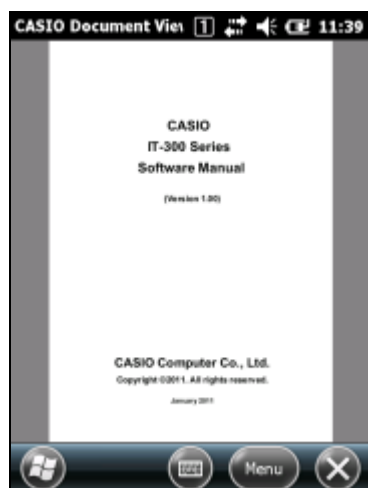 CASIO Document Viev 1 11:39
CASIO
IT-300 Series
Software Manual
(Version 1.00)
CASIO Computer Co., Ltd.
Copyright ©2011. All rights reserved.
January 2011
Menu